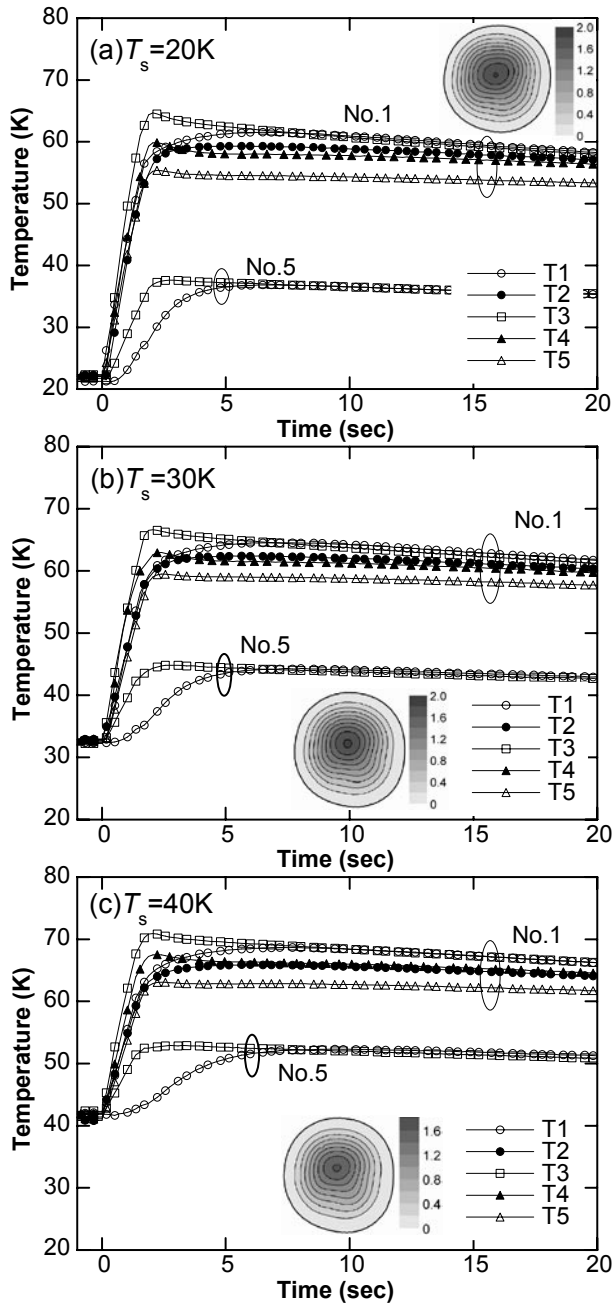 80
70
60
50
40
30
20
Temperature (K)
(a)Ts=20K
No.1
No.5
2.0
1.6
1.2
0.8
0.4
0
T1
T2
T3
T4
T5
0
5
10
15
20
Time (sec)
80
70
60
50
40
30
20
Temperature (K)
(b)Ts=30K
No.1
No.5
2.0
1.6
1.2
0.8
0.4
0
T1
T2
T3
T4
T5
0
5
10
15
20
Time (sec)
80
70
60
50
40
30
20
Temperature (K)
(c)Ts=40K
No.1
No.5
1.6
1.2
0.8
0.4
0
T1
T2
T3
T4
T5
0
5
10
15
20
Time (sec)